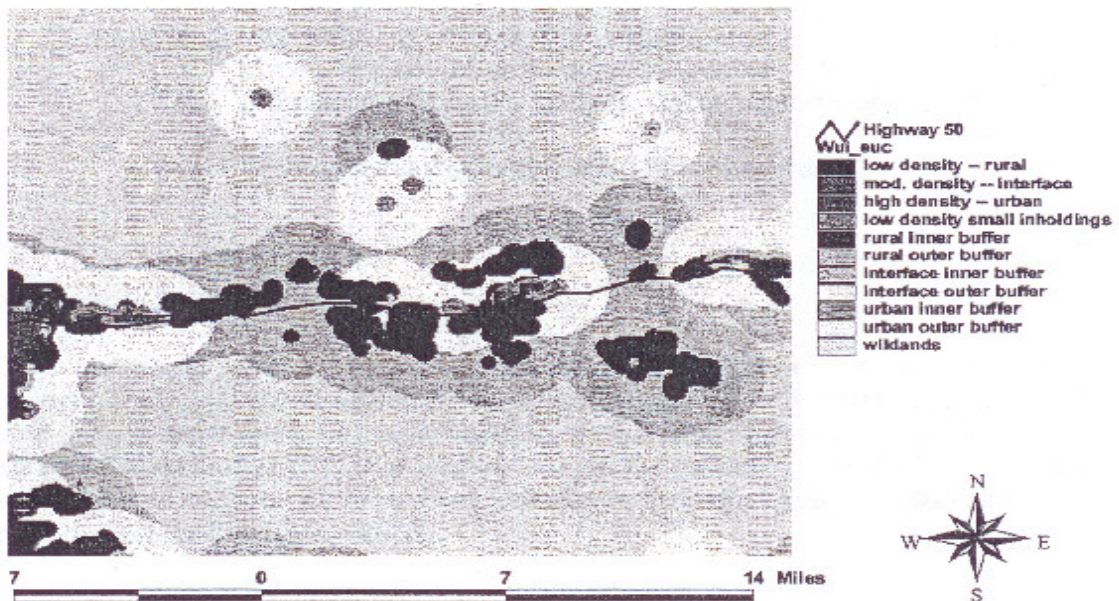 Highway 50
Wui_euc
low density -- rural
mod. density -- interface
high density -- urban
low density small inholdings
rural inner buffer
rural outer buffer
interface inner buffer
interface outer buffer
urban inner buffer
urban outer buffer
wildands
N
W E
S
7 0 7 14 Miles